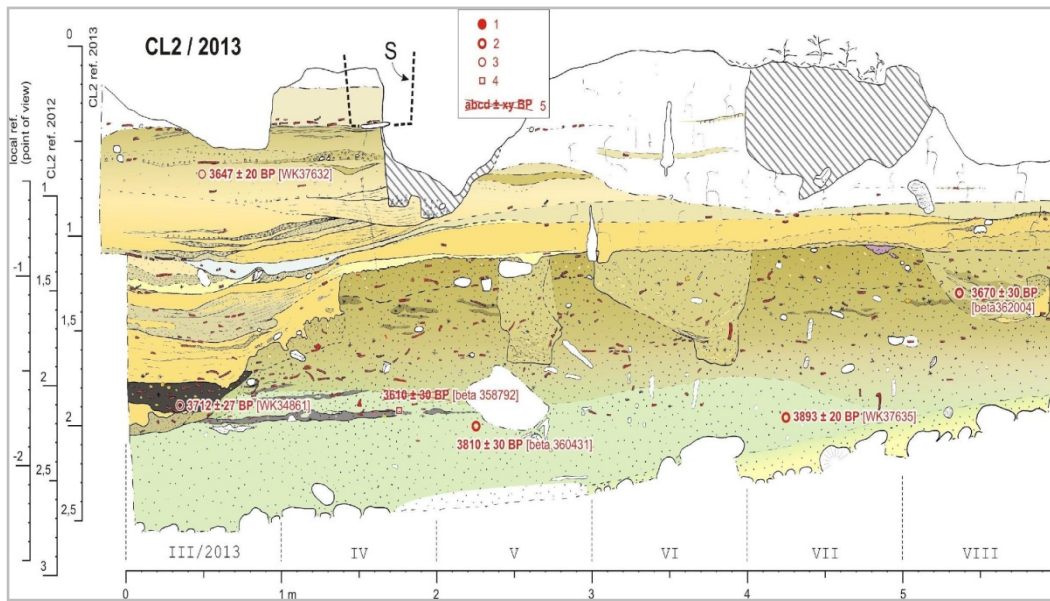 CL2 / 2013
S
1
2
3
4
abcd ± xy BP 5
local ref.
(point of view)
CL2 ref. 2012
CL2 ref. 2013
0
1
1,5
2
2,5
3
1
1,5
2
2,5
-1
-2
3647 ± 20 BP [WK37632]
3670 ± 30 BP
[beta362004]
3610 ± 30 BP [beta 358792]
3712 ± 27 BP [WK34861]
3893 ± 20 BP [WK37635]
3810 ± 30 BP [beta 360431]
III/2013
IV
V
VI
VII
VIII
0
1 m
2
3
4
5